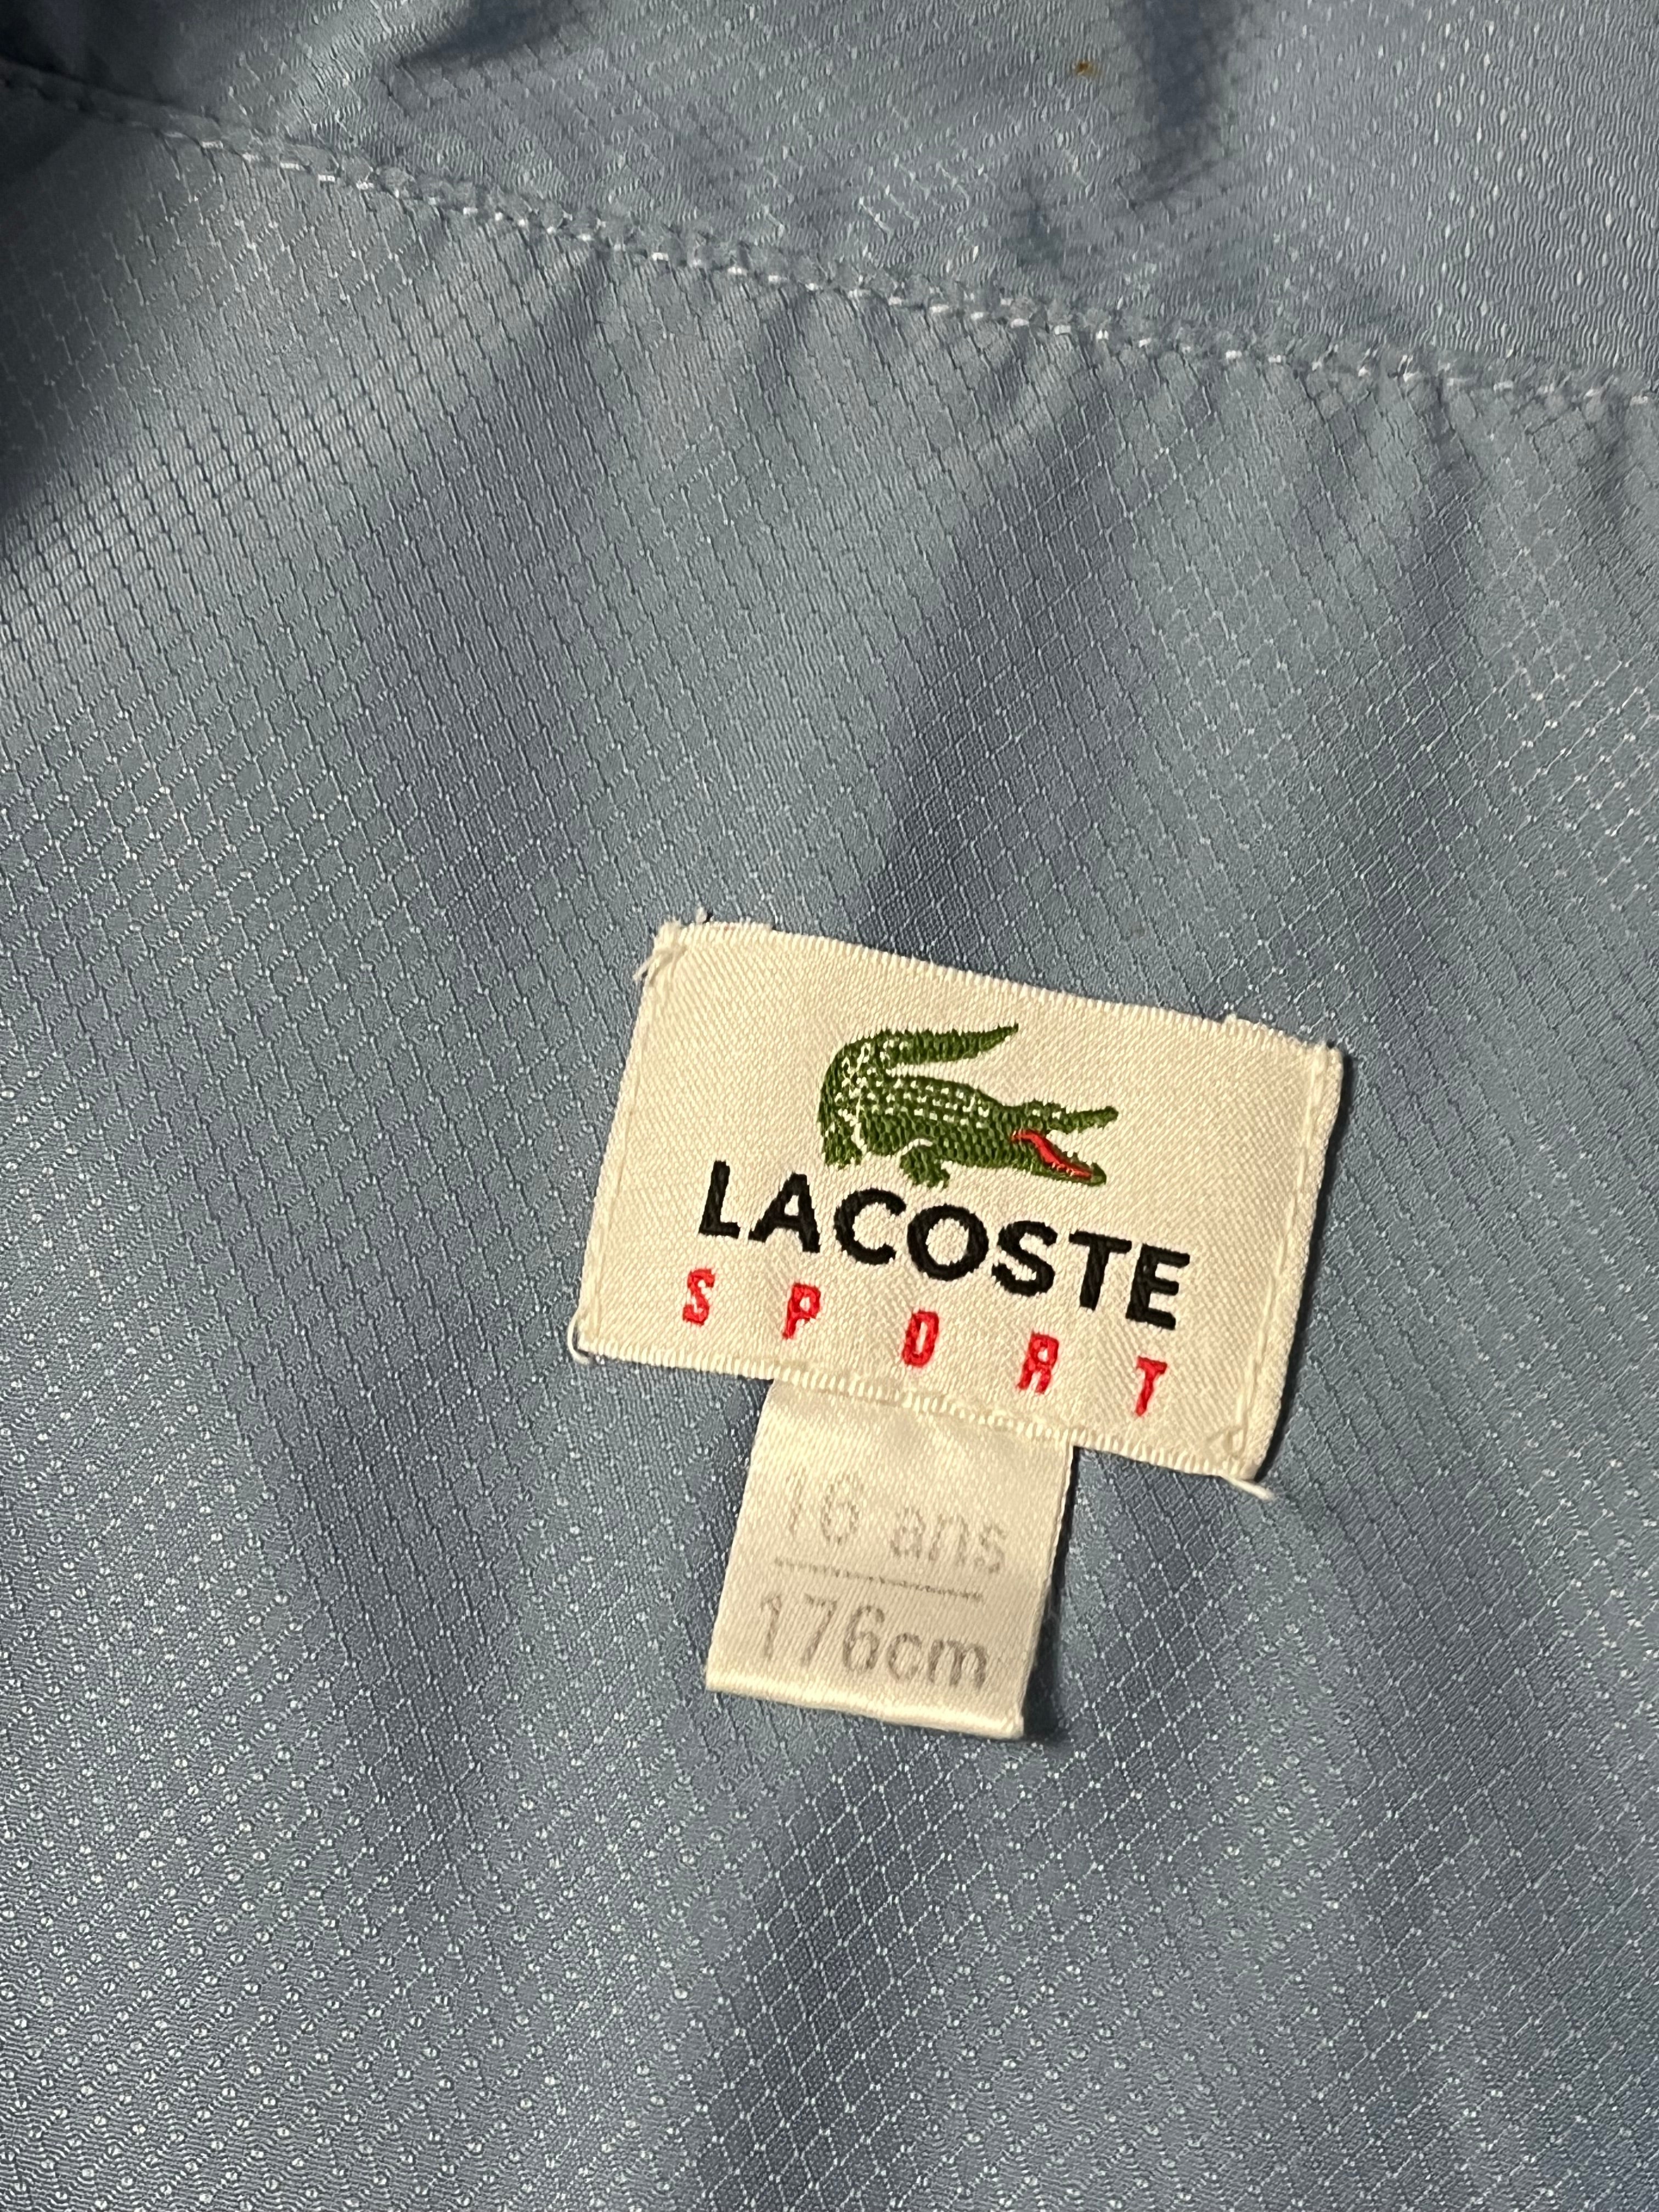 LACOSTE
SPORT
16 ans
176cm